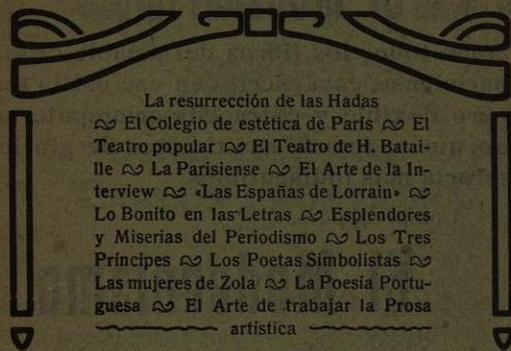 La resurrección de las Hadas
El Colegio de estética de París El
Teatro popular El Teatro de H. Batai-
lle La Parisiense El Arte de la In-
terview «Las Españas de Lorrain»
Lo Bonito en las Letras Esplendores
y Miserias del Periodismo Los Tres
Príncipes Los Poetas Simbolistas
Las mujeres de Zola La Poesía Portu-
guesa El Arte de trabajar la Prosa
artística